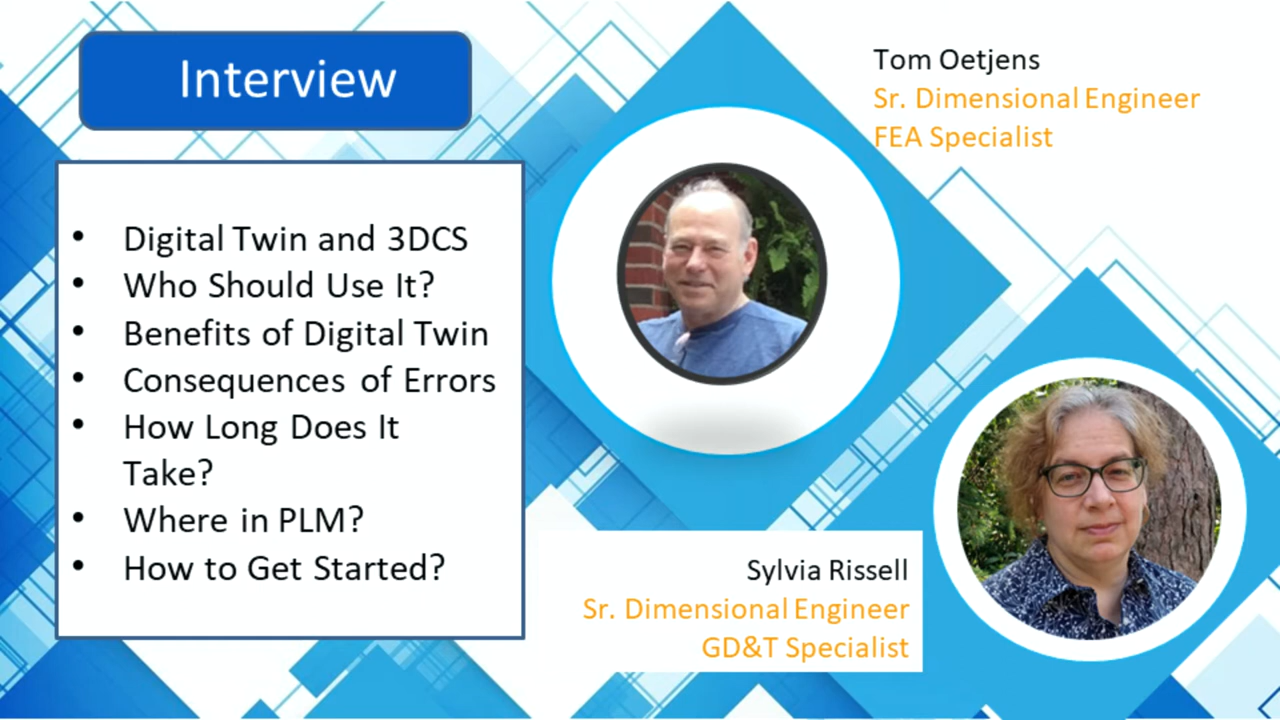 Interview
• Digital Twin and 3DCS
• Who Should Use It?
• Benefits of Digital Twin
• Consequences of Errors
• How Long Does It
Take?
• Where in PLM?
• How to Get Started?
Tom Oetjens
Sr. Dimensional Engineer
FEA Specialist
Sylvia Rissell
Sr. Dimensional Engineer
GD&T Specialist